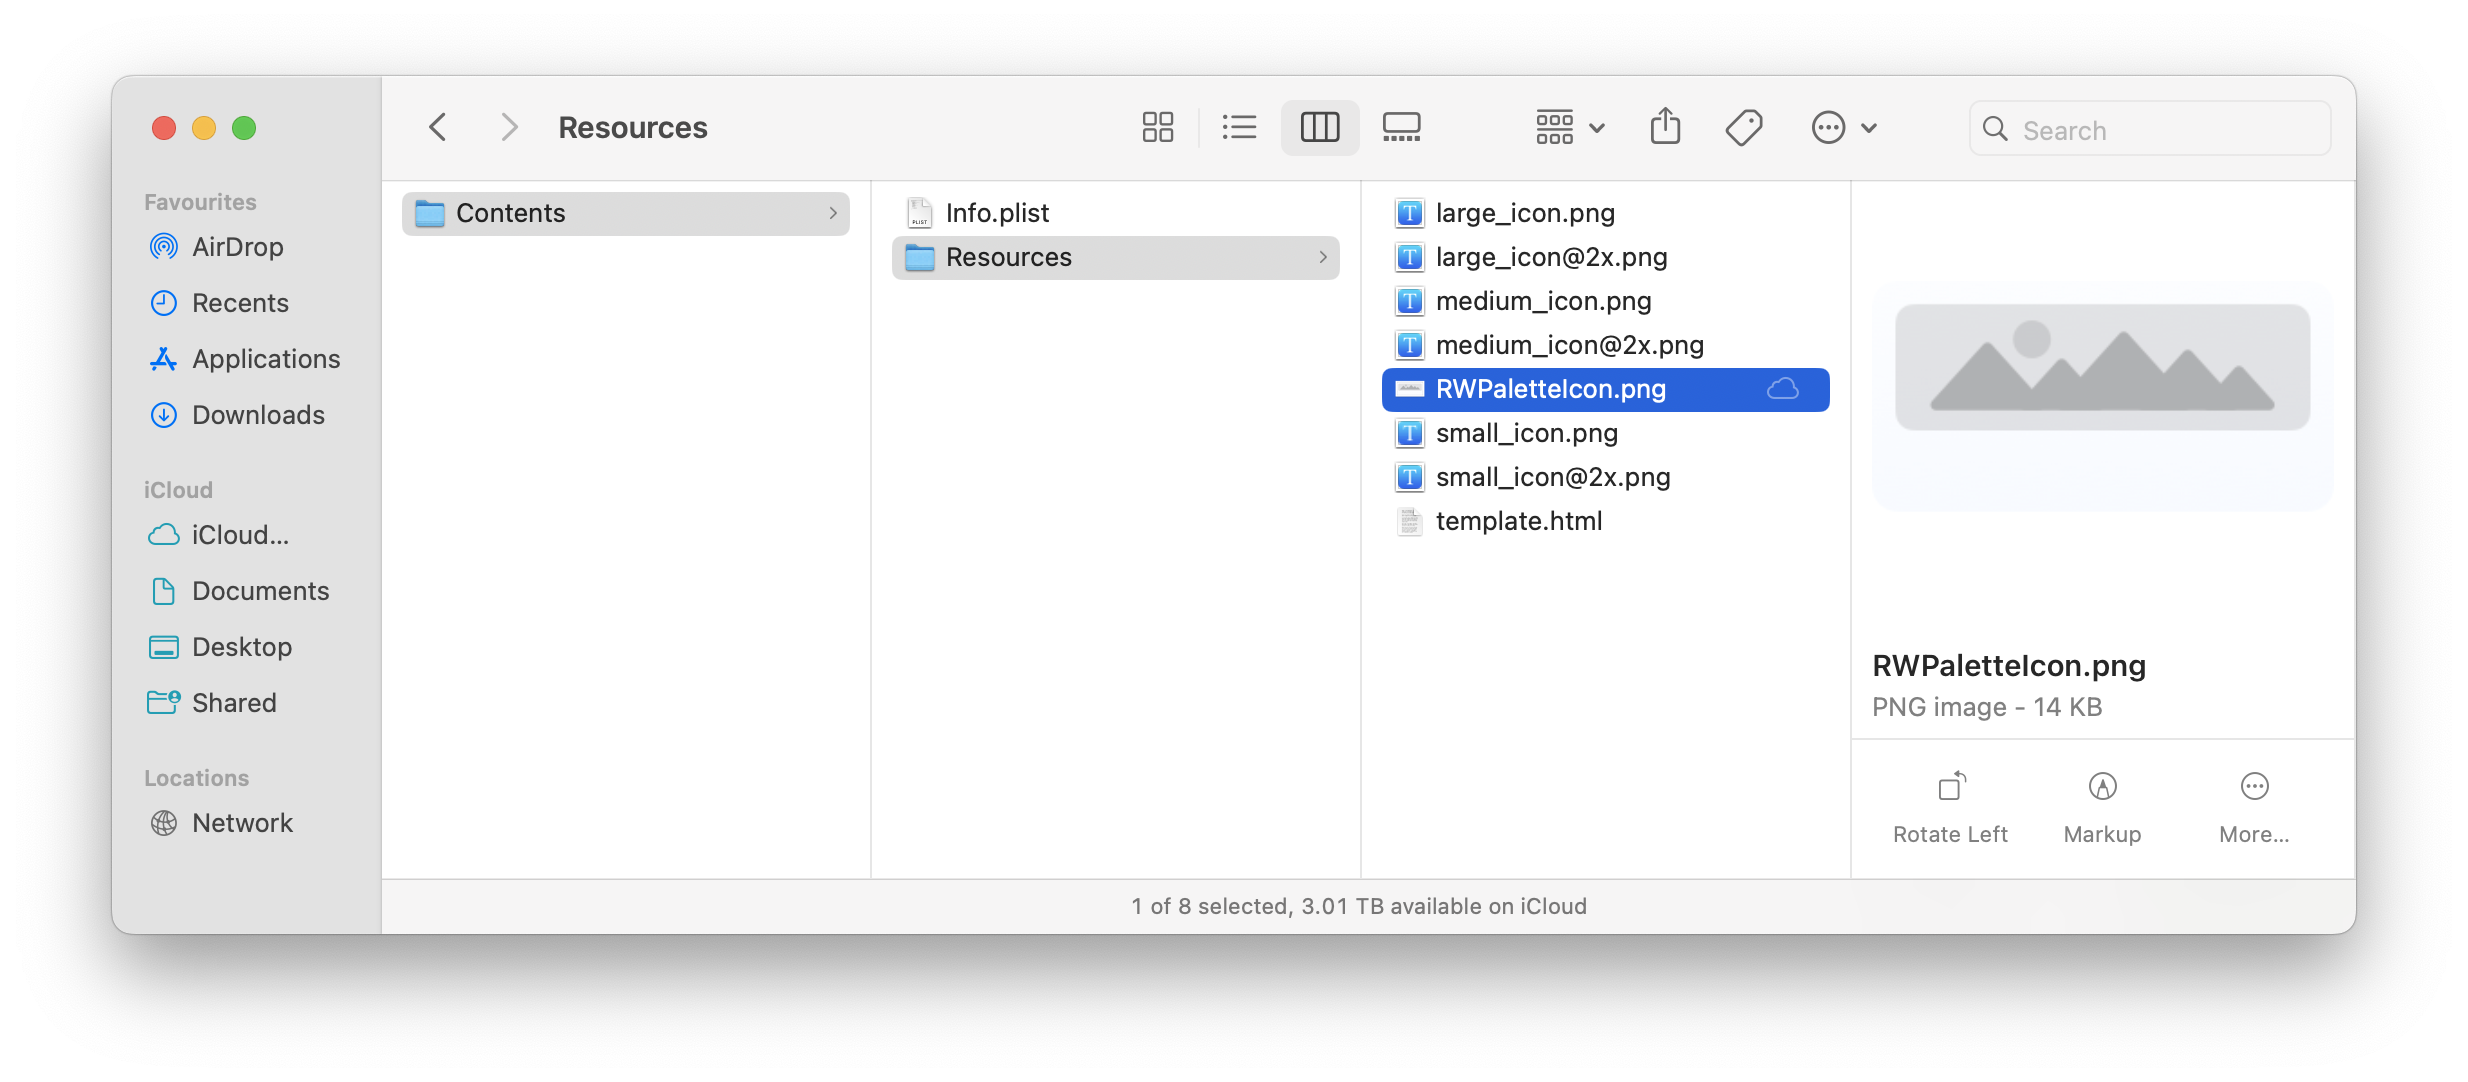 Resources
Search
Favourites
AirDrop
Recents
Applications
Downloads
iCloud
iCloud...
Documents
Desktop
Shared
Locations
Network
Contents
Info.plist
Resources
large_icon.png
large_icon@2x.png
medium_icon.png
medium_icon@2x.png
RWPaletteIcon.png
small_icon.png
small_icon@2x.png
template.html
RWPaletteIcon.png
PNG image - 14 KB
Rotate Left
Markup
More...
1 of 8 selected, 3.01 TB available on iCloud